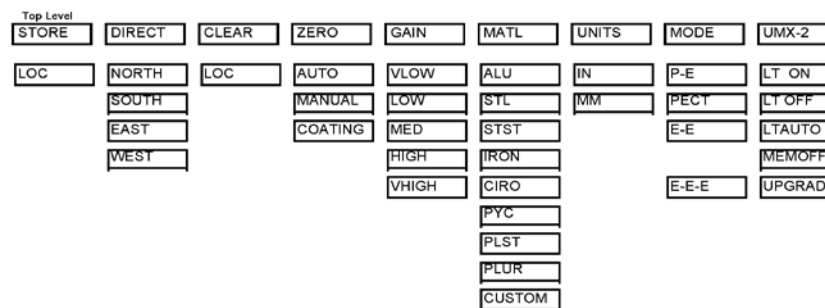 Top Level
STORE DIRECT CLEAR ZERO GAIN MATL UNITS MODE UMX-2
LOC NORTH LOC AUTO VLOW ALU IN P-E LT ON
SOUTH MANUAL LOW STL MM PECT LT OFF
EAST COATING MED STST E-E LTAUTO
WEST HIGH IRON MEMOFF
VHIGH CIRO E-E-E UPGRAD
PYC
PLST
PLUR
CUSTOM